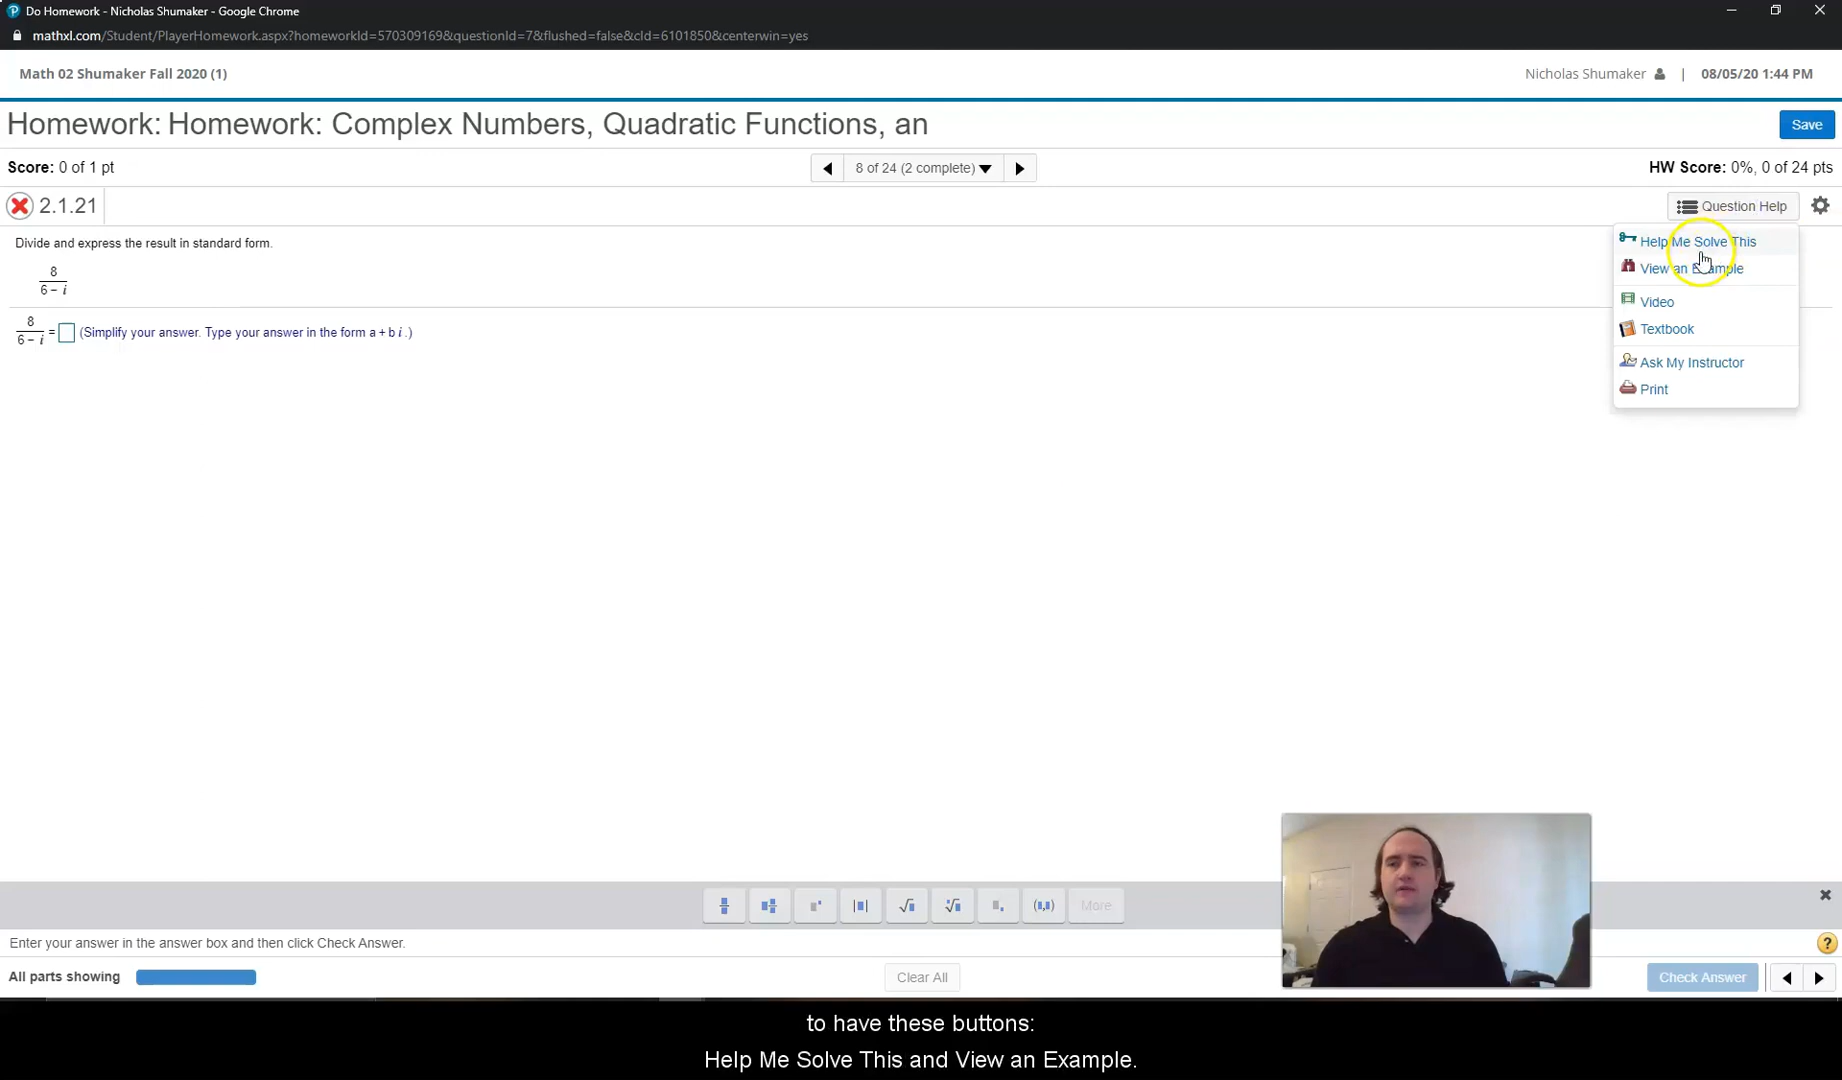 Do Homework - Nicholas Shumaker - Google Chrome
mathxl.com/Student/PlayerHomework.aspx?homeworkId=570309169&questionId=7&flushed=false&cId=6101850&centerwin=yes
Math 02 Shumaker Fall 2020 (1)
Nicholas Shumaker | 08/05/20 1:44 PM
Homework: Homework: Complex Numbers, Quadratic Functions, an
Save
Score: 0 of 1 pt
8 of 24 (2 complete)
HW Score: 0%, 0 of 24 pts
2.1.21
Question Help
Help Me Solve This
View an Example
Video
Textbook
Ask My Instructor
Print
Divide and express the result in standard form.
8
6 − i
8
6 − i
= (Simplify your answer. Type your answer in the form a + b i .)
More
Enter your answer in the answer box and then click Check Answer.
?
All parts showing
Clear All
Check Answer
to have these buttons:
Help Me Solve This and View an Example.